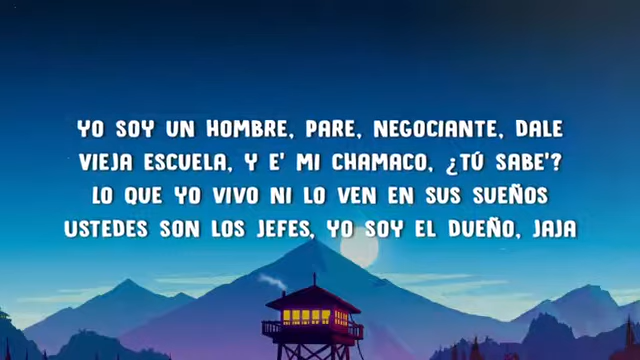 YO SOY UN HOMBRE, PARE, NEGOCIANTE, DALE
VIEJA ESCUELA, Y E' MI CHAMACO, ¿TÚ SABE'?
LO QUE YO VIVO NI LO VEN EN SUS SUEÑOS
USTEDES SON LOS JEFES, YO SOY EL DUEÑO, JAJA